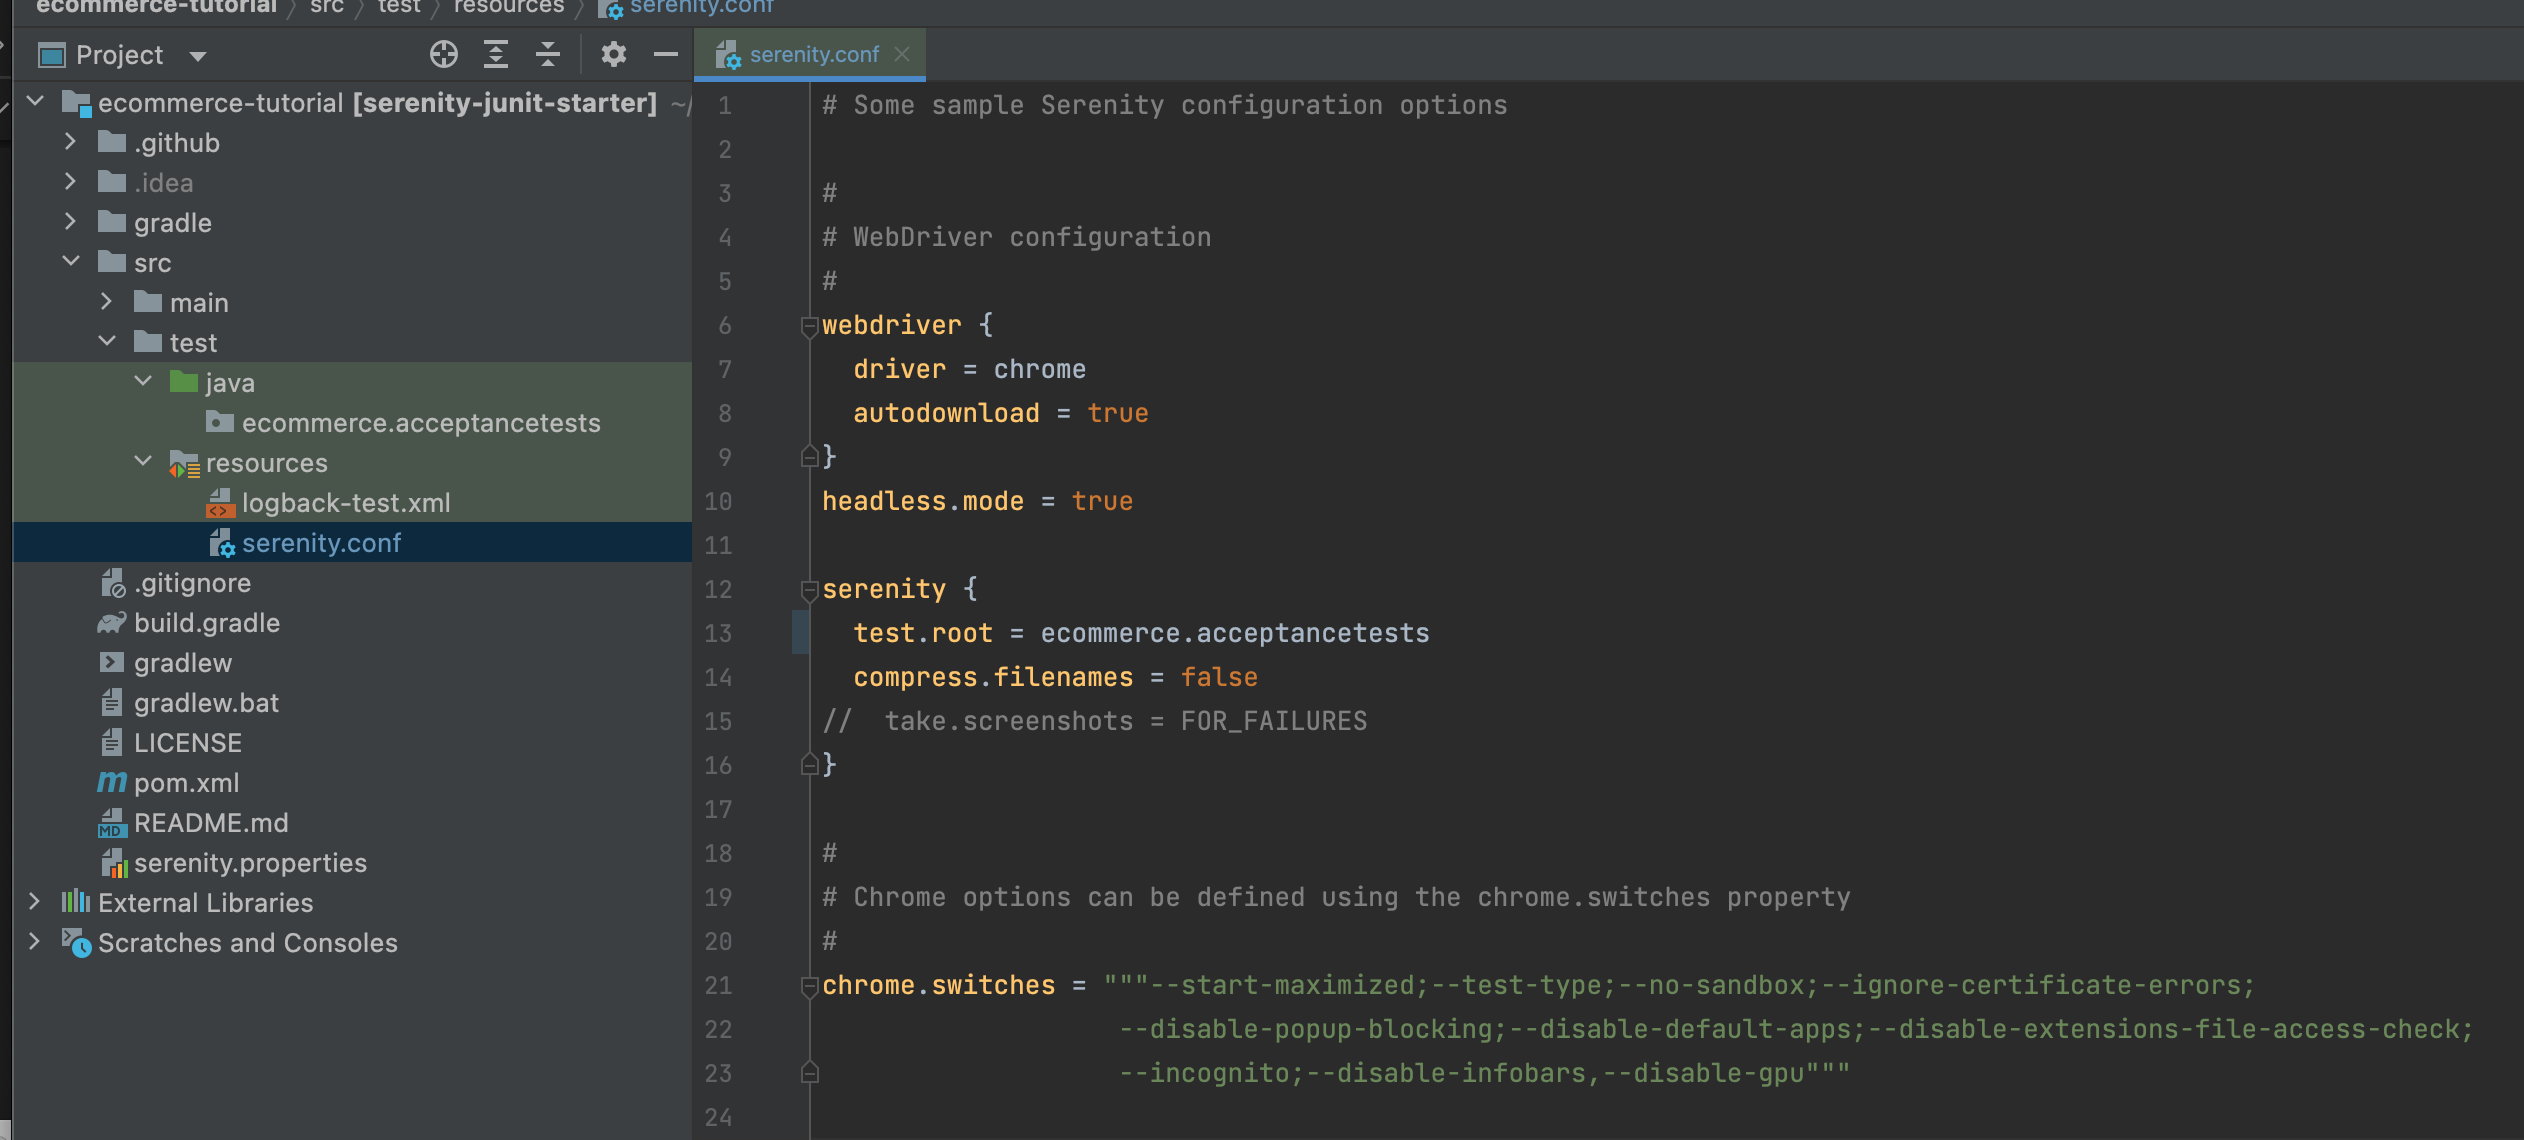 ecommerce-tutorial 〉 src 〉 test 〉 resources 〉 serenity.conf
Project
ecommerce-tutorial [serenity-junit-starter] ~/
.github
.idea
gradle
src
main
test
java
ecommerce.acceptancetests
resources
logback-test.xml
serenity.conf
.gitignore
build.gradle
gradlew
gradlew.bat
LICENSE
pom.xml
README.md
serenity.properties
External Libraries
Scratches and Consoles
serenity.conf
1 # Some sample Serenity configuration options
2
3 #
4 # WebDriver configuration
5 #
6 webdriver {
7   driver = chrome
8   autodownload = true
9 }
10 headless.mode = true
11
12 serenity {
13   test.root = ecommerce.acceptancetests
14   compress.filenames = false
15 //  take.screenshots = FOR_FAILURES
16 }
17
18 #
19 # Chrome options can be defined using the chrome.switches property
20 #
21 chrome.switches = """--start-maximized;--test-type;--no-sandbox;--ignore-certificate-errors;
22                    --disable-popup-blocking;--disable-default-apps;--disable-extensions-file-access-check;
23                    --incognito;--disable-infobars,--disable-gpu"""
24